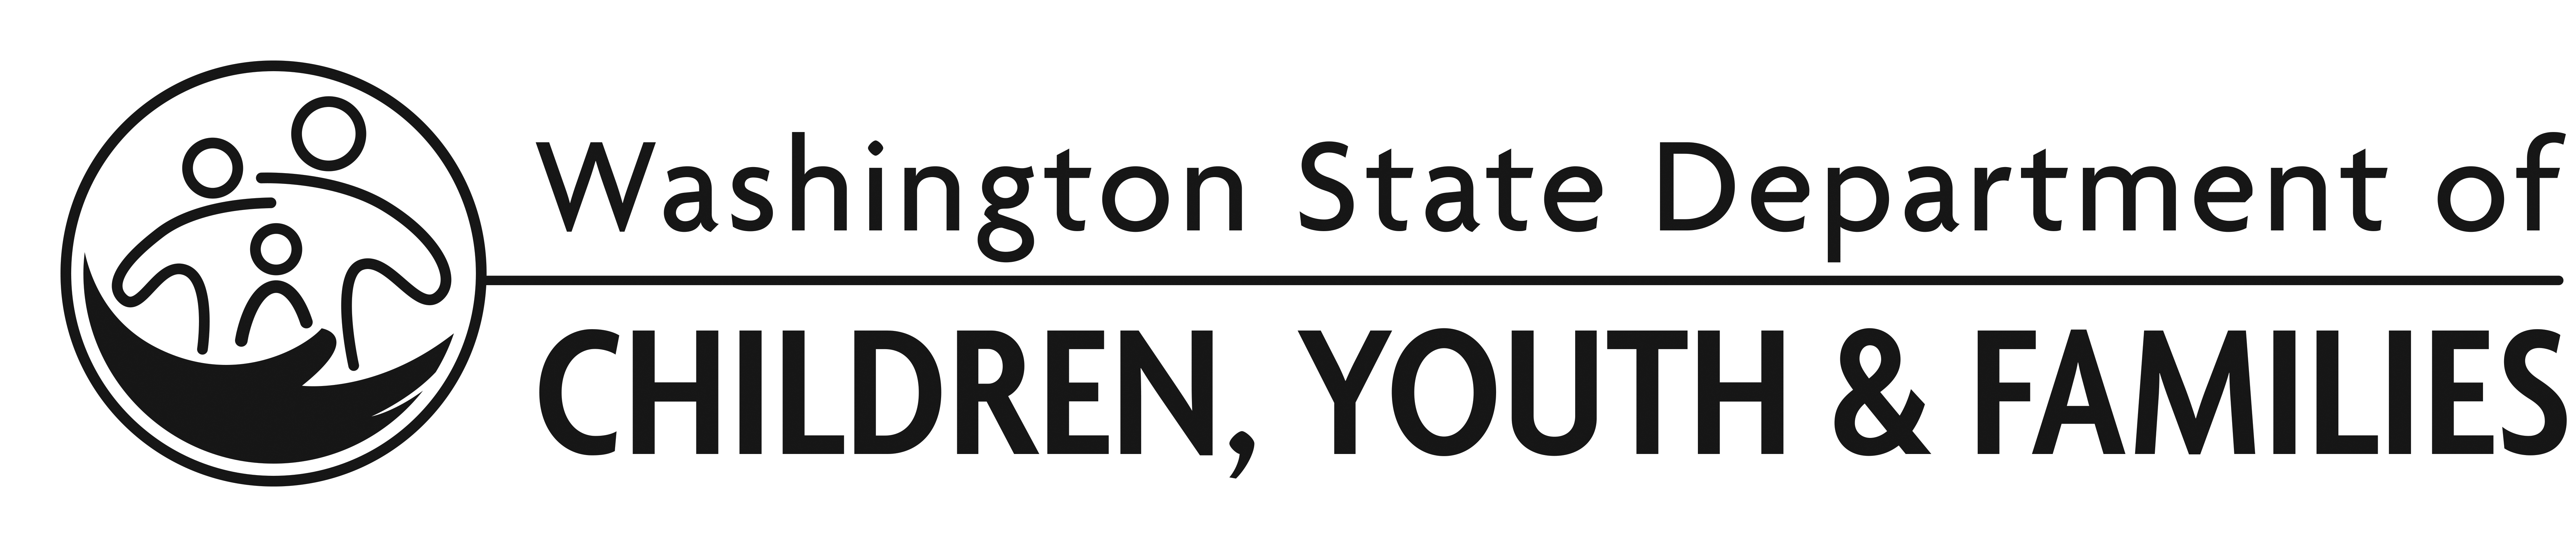 Washington State Department of
CHILDREN, YOUTH & FAMILIES